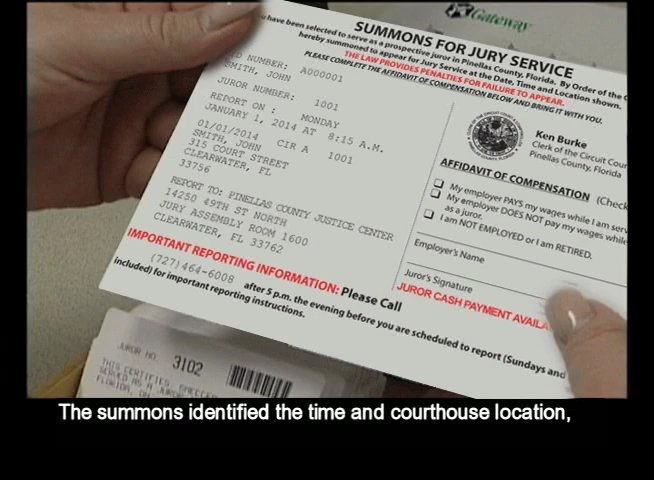 Gateway
SUMMONS FOR JURY SERVICE
have been selected to serve as a prospective juror in Pinellas County, Florida. By Order of the
hereby summoned to appear for Jury Service at the Date, Time and Location shown.
THE LAW PROVIDES PENALTIES FOR FAILURE TO APPEAR.
PLEASE COMPLETE THE AFFIDAVIT OF COMPENSATION BELOW AND BRING IT WITH YOU.
NUMBER: A000001
SMITH, JOHN
JUROR NUMBER: 1001
REPORT ON : MONDAY
JANUARY 1, 2014 AT 8:15 A.M.
01/01/2014 CIR A 1001
SMITH, JOHN
315 COURT STREET
CLEARWATER, FL
33756
REPORT TO: PINELLAS COUNTY JUSTICE CENTER
14250 49TH ST NORTH
JURY ASSEMBLY ROOM 1600
CLEARWATER, FL 33762
Ken Burke
Clerk of the Circuit
Pinellas County, Florida
AFFIDAVIT OF COMPENSATION (Check
My employer PAYS my wages while I am
My employer DOES NOT pay my wages while
as a juror.
I am NOT EMPLOYED or I am RETIRED.
Employer's Name
Juror's Signature
JUROR CASH PAYMENT
IMPORTANT REPORTING INFORMATION: Please Call
(727)464-6008 after 5 p.m. the evening before you are scheduled to report (Sundays and
included) for important reporting instructions.
JUROR NO. 3102
THIS CERTIFIES
SERVED AS A
FLORIDA,
The summons identified the time and courthouse location,